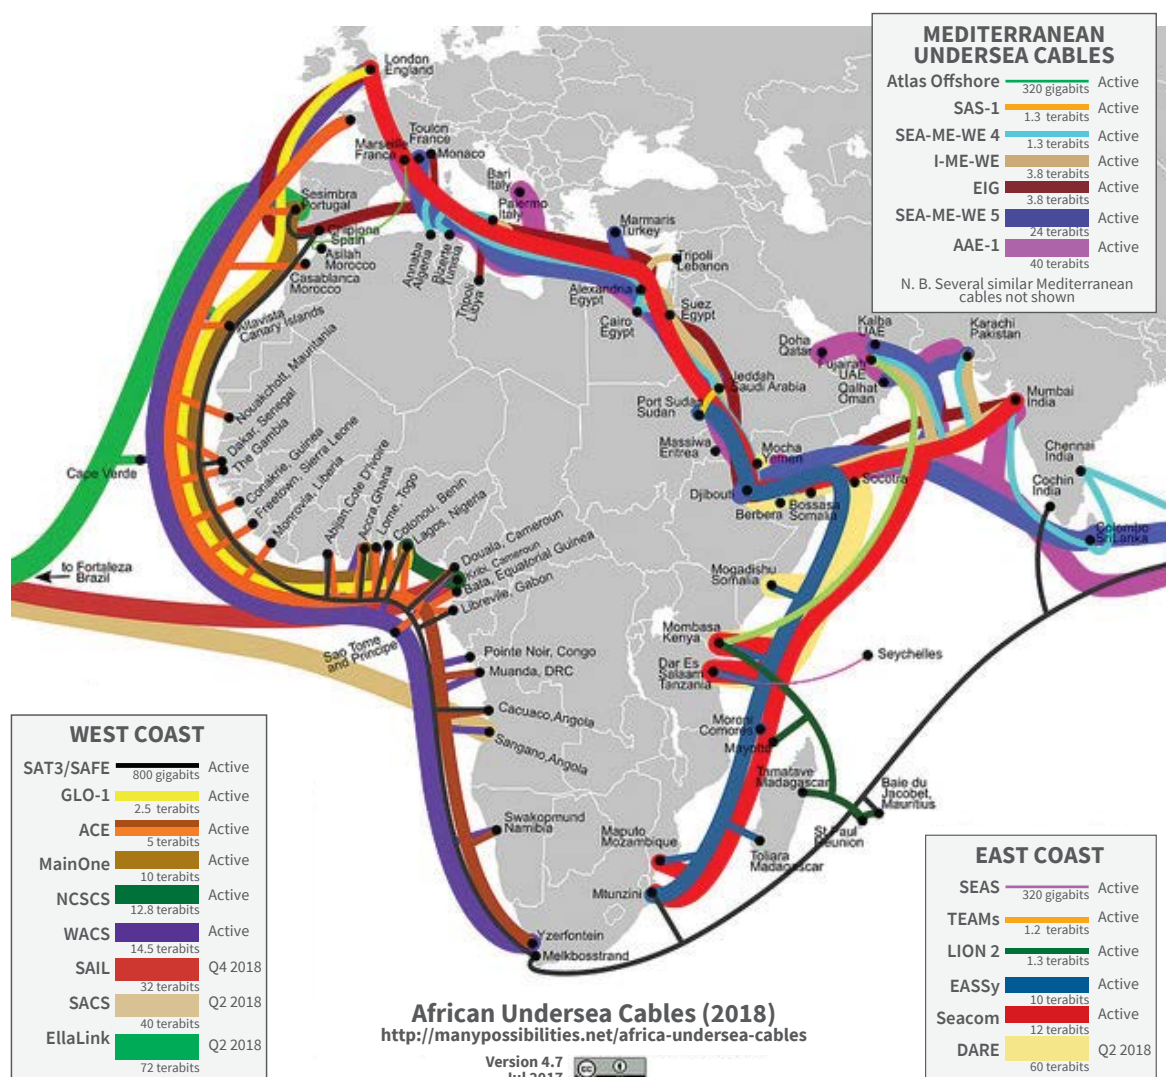 MEDITERRANEAN
UNDERSEA CABLES
Atlas Offshore Active
320 gigabits
SAS-1 Active
1.3 terabits
SEA-ME-WE 4 Active
1.3 terabits
I-ME-WE Active
3.8 terabits
EIG Active
3.8 terabits
SEA-ME-WE 5 Active
24 terabits
AAE-1 Active
40 terabits
N. B. Several similar Mediterranean
cables not shown
London
England
Toulon
France
Marseille
France
Monaco
Bari
Italy
Palermo
Italy
Sesimbra
Portugal
Chipiona
Spain
Asilah
Morocco
Casablanca
Morocco
Annaba
Algeria
Bizerte
Tunisia
Tripoli
Libya
Marmaris
Turkey
Tripoli
Lebanon
Alexandria
Egypt
Cairo
Egypt
Suez
Egypt
Altavista
Canary Islands
Doha
Qatar
Kalba
UAE
Fujairah
UAE
Qalhat
Oman
Karachi
Pakistan
Mumbai
India
Jeddah
Saudi Arabia
Port Sudan
Sudan
Massiwa
Eritrea
Mocha
Yemen
Djibouti
Berbera
Bossasa
Somalia
Socotra
Chennai
India
Cochin
India
Colombo
Sri Lanka
Nouakchott, Mauritania
Dakar, Senegal
The Gambia
Cape Verde
Conakrie, Guinea
Freetown, Sierra Leone
Monrovia, Liberia
Abijan,Cote D'Ivoire
Accra,Ghana
Lome, Togo
Cotonou, Benin
Lagos, Nigeria
Douala, Cameroun
Kribi, Cameroun
Bata, Equatorial Guinea
Libreville, Gabon
to Fortaleza
Brazil
Sao Tome
and Principe
Pointe Noir, Congo
Muanda, DRC
Cacuaco,Angola
Sangano,Angola
Mogadishu
Somalia
Mombasa
Kenya
Dar Es
Salaam
Tanzania
Seychelles
Moroni
Comores
Mayotte
Tamatave
Madagascar
Baie du
Jacobet,
Mauritius
St Paul
Reunion
Toliara
Madagascar
Maputo
Mozambique
Mtunzini
Swakopmund
Namibia
Yzerfontein
Melkbosstrand
WEST COAST
SAT3/SAFE Active
800 gigabits
GLO-1 Active
2.5 terabits
ACE Active
5 terabits
MainOne Active
10 terabits
NCSCS Active
12.8 terabits
WACS Active
14.5 terabits
SAIL Q4 2018
32 terabits
SACS Q2 2018
40 terabits
EllaLink Q2 2018
72 terabits
EAST COAST
SEAS Active
320 gigabits
TEAMs Active
1.2 terabits
LION 2 Active
1.3 terabits
EASSy Active
10 terabits
Seacom Active
12 terabits
DARE Q2 2018
60 terabits
African Undersea Cables (2018)
http://manypossibilities.net/africa-undersea-cables
Version 4.7
Jul 2017
cc